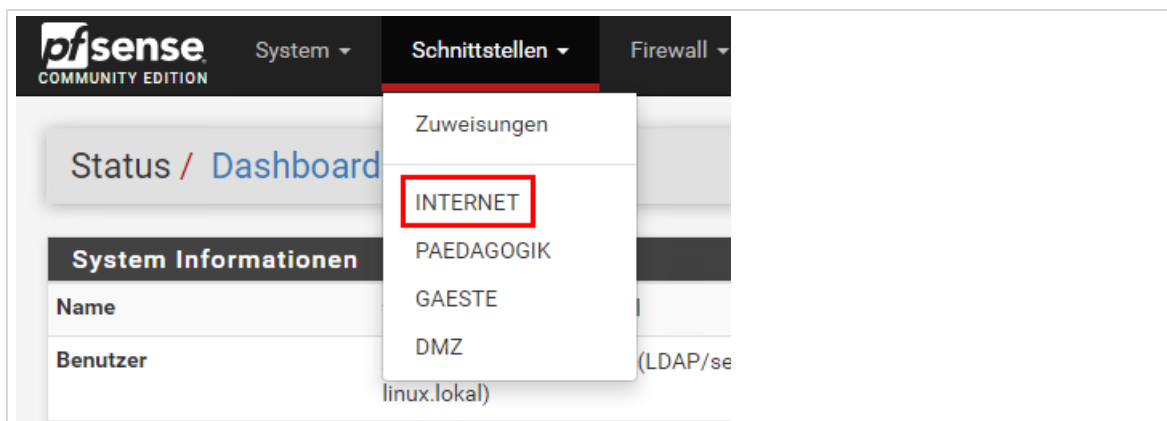 pfsense
COMMUNITY EDITION
System
Schnittstellen
Firewall
Zuweisungen
INTERNET
PAEDAGOGIK
GAESTE
DMZ
Status / Dashboard
System Informationen
Name
Benutzer
(LDAP/se
linux.lokal)